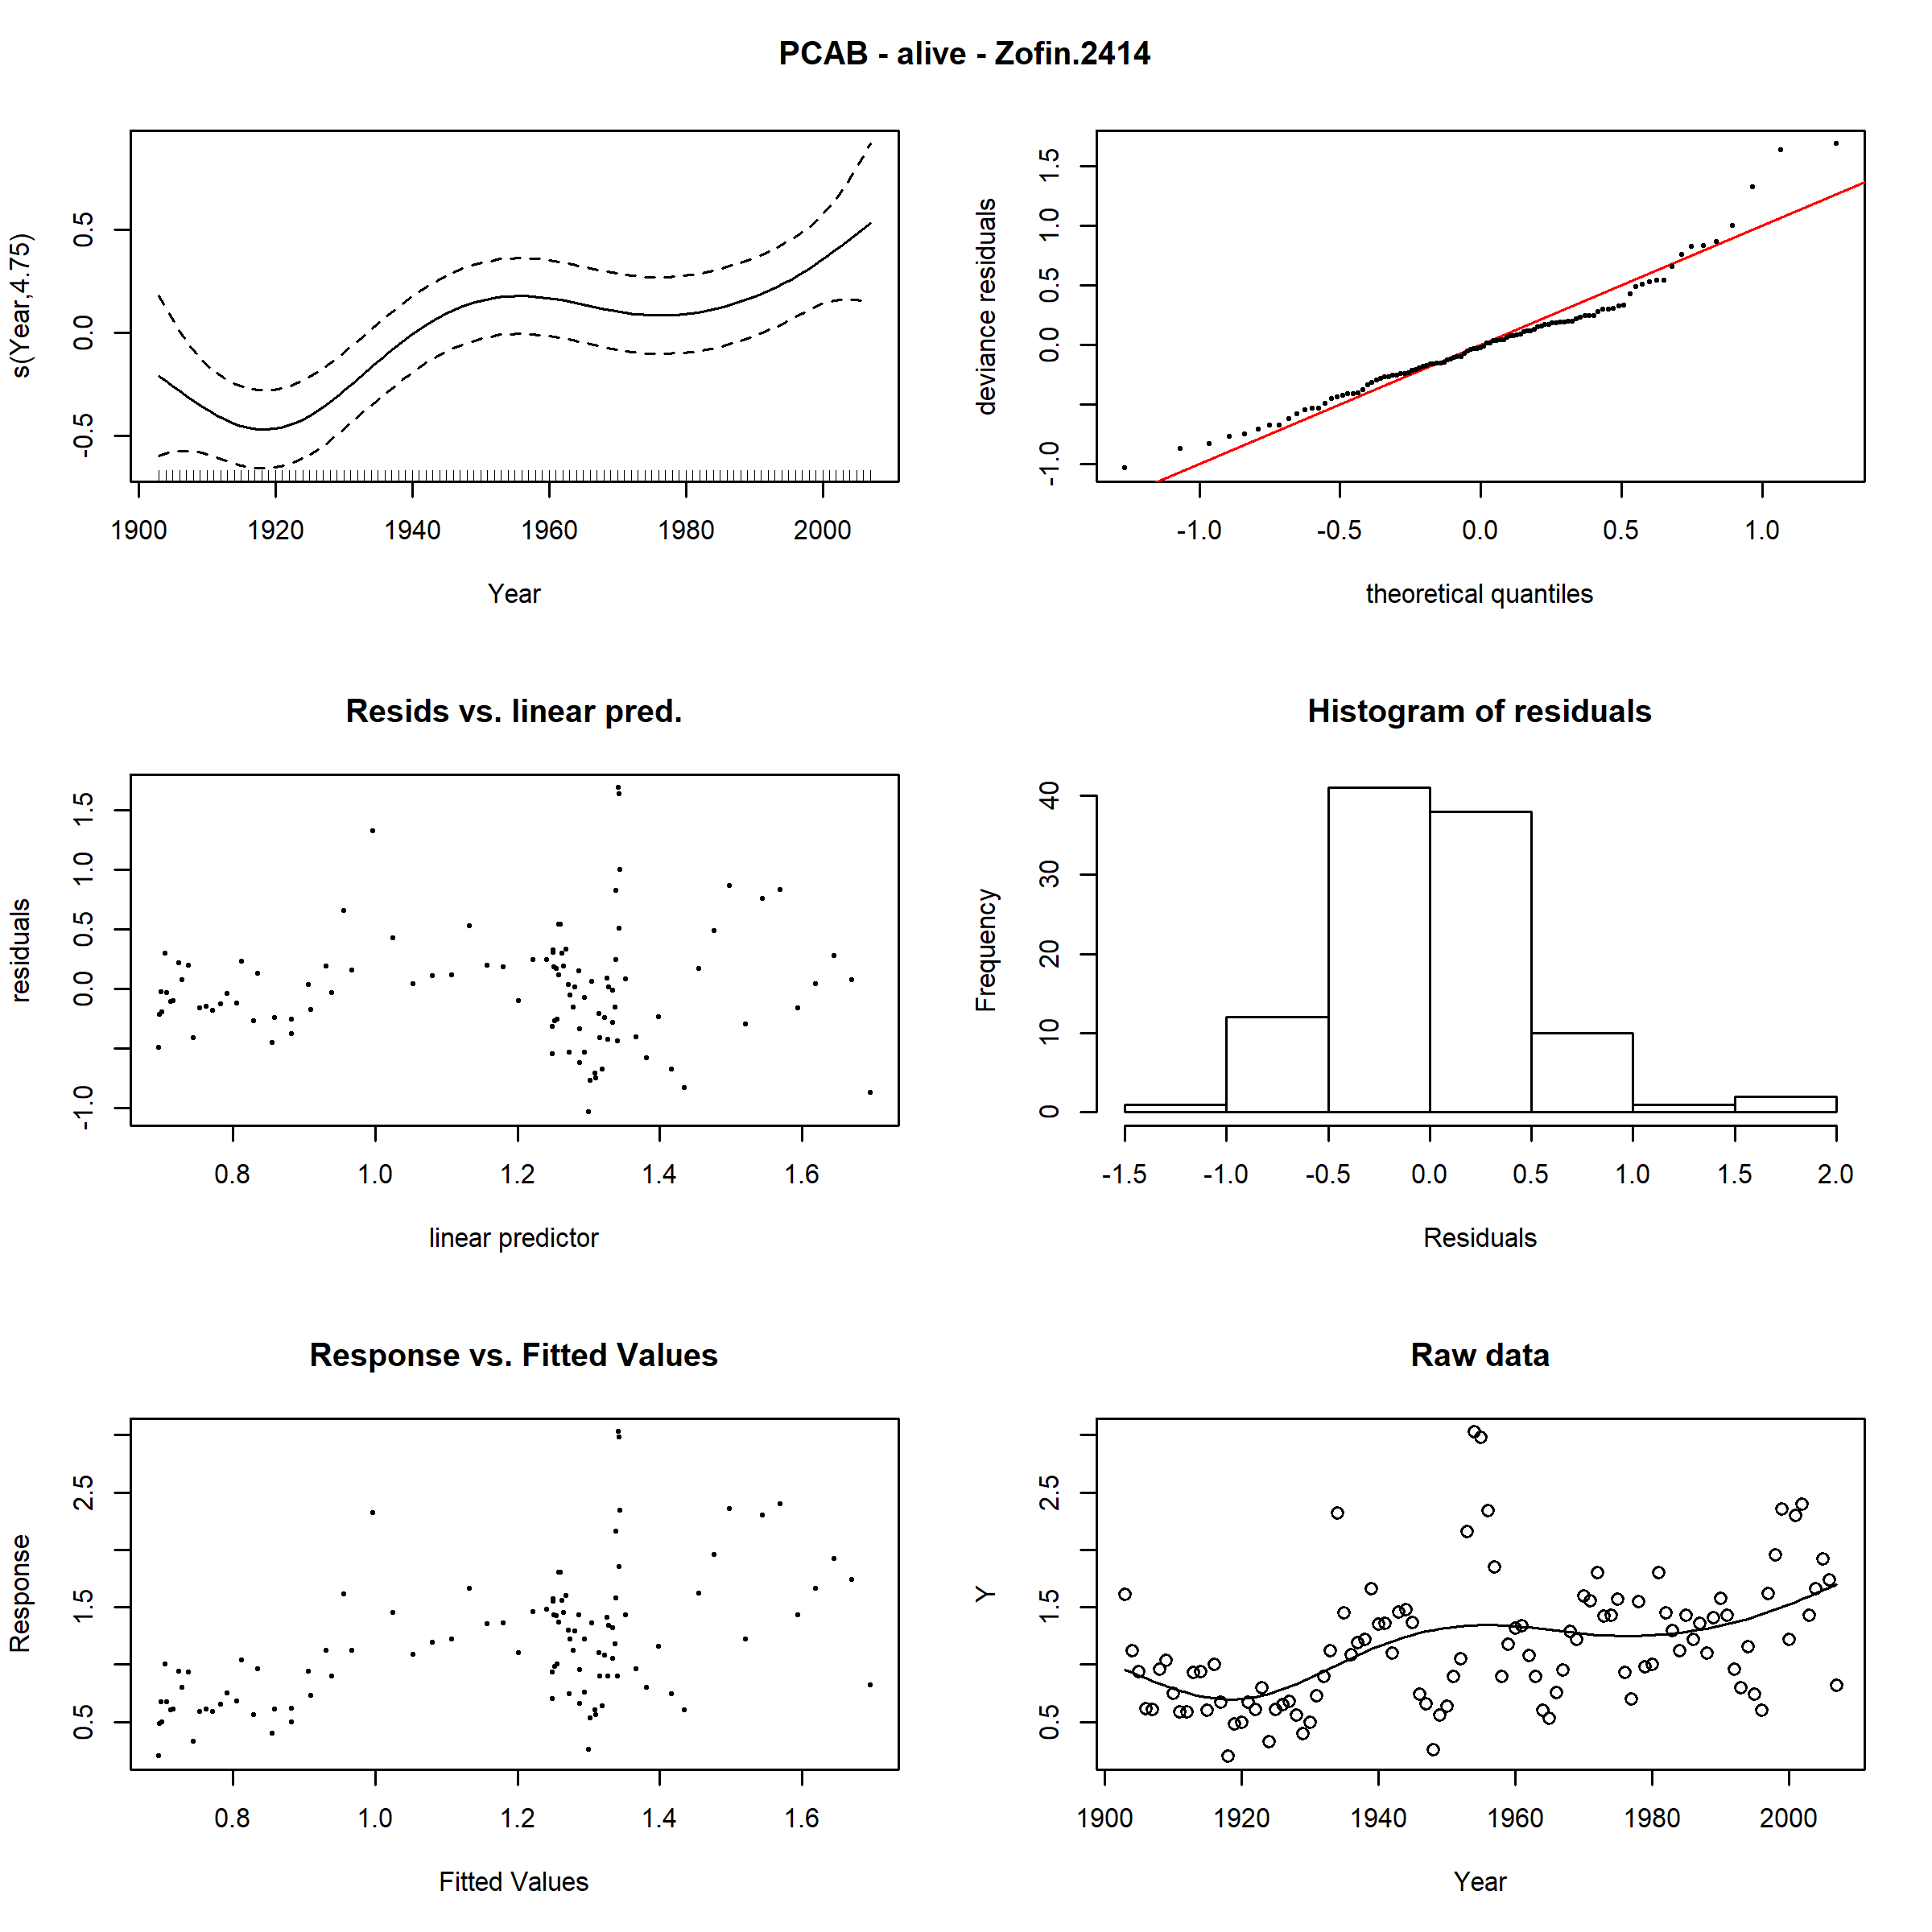 PCAB - alive - Zofin.2414
s(Year,4.75)
-0.5 0.0 0.5
1900 1920 1940 1960 1980 2000
Year
deviance residuals
-1.0 0.0 0.5 1.0 1.5
-1.0 -0.5 0.0 0.5 1.0
theoretical quantiles
Resids vs. linear pred.
residuals
-1.0 0.0 0.5 1.0 1.5
0.8 1.0 1.2 1.4 1.6
linear predictor
Histogram of residuals
Frequency
0 10 20 30 40
-1.5 -1.0 -0.5 0.0 0.5 1.0 1.5 2.0
Residuals
Response vs. Fitted Values
Response
0.5 1.5 2.5
0.8 1.0 1.2 1.4 1.6
Fitted Values
Raw data
Y
0.5 1.5 2.5
1900 1920 1940 1960 1980 2000
Year